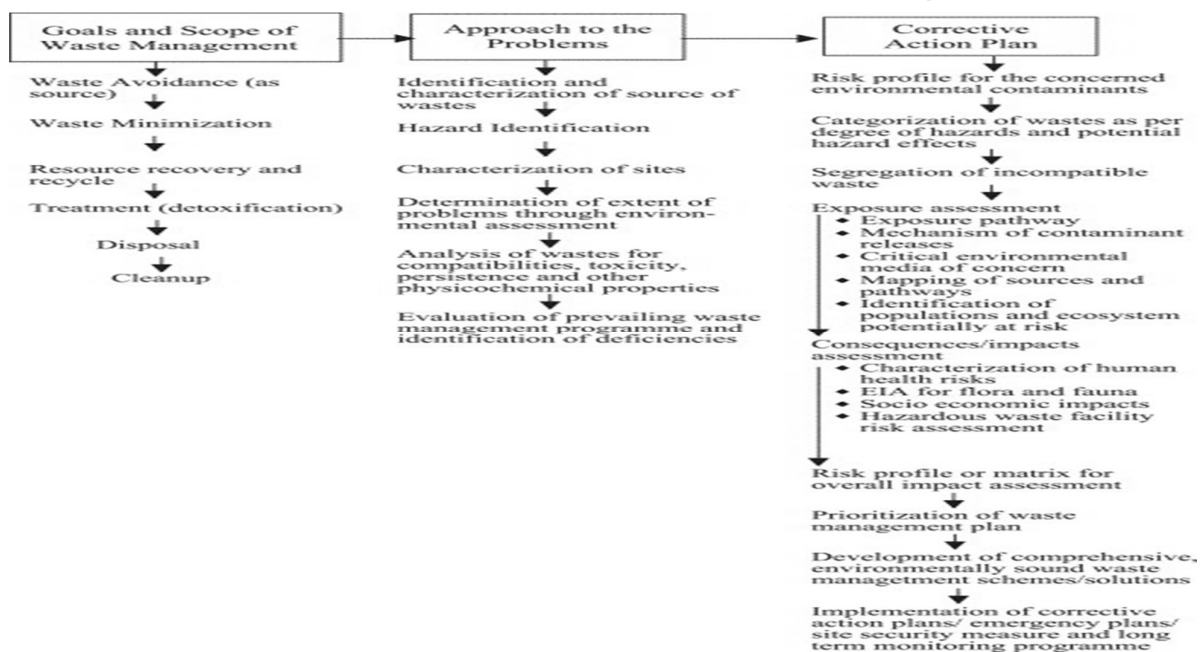 Goals and Scope of
Waste Management
Waste Avoidance (as
source)
Waste Minimization
Resource recovery and
recycle
Treatment (detoxification)
Disposal
Cleanup
Approach to the
Problems
Identification and
characterization of source of
wastes
Hazard Identification
Characterization of sites
Determination of extent of
problems through environ-
mental assessment
Analysis of wastes for
compatibilities, toxicity,
persistence and other
physicochemical properties
Evaluation of prevailing waste
management programme and
identification of deficiencies
Corrective
Action Plan
Risk profile for the concerned
environmental contaminants
Categorization of wastes as per
degree of hazards and potential
hazard effects
Segregation of incompatible
waste
Exposure assessment
◆ Exposure pathway
◆ Mechanism of contaminant
releases
◆ Critical environmental
media of concern
◆ Mapping of sources and
pathways
◆ Identification of
populations and ecosystem
potentially at risk
Consequences/impacts
assessment
◆ Characterization of human
health risks
◆ EIA for flora and fauna
◆ Socio economic impacts
◆ Hazardous waste facility
risk assessment
Risk profile or matrix for
overall impact assessment
Prioritization of waste
management plan
Development of comprehensive,
environmentally sound waste
managetment schemes/solutions
Implementation of corrective
action plans/ emergency plans/
site security measure and long
term monitoring programme